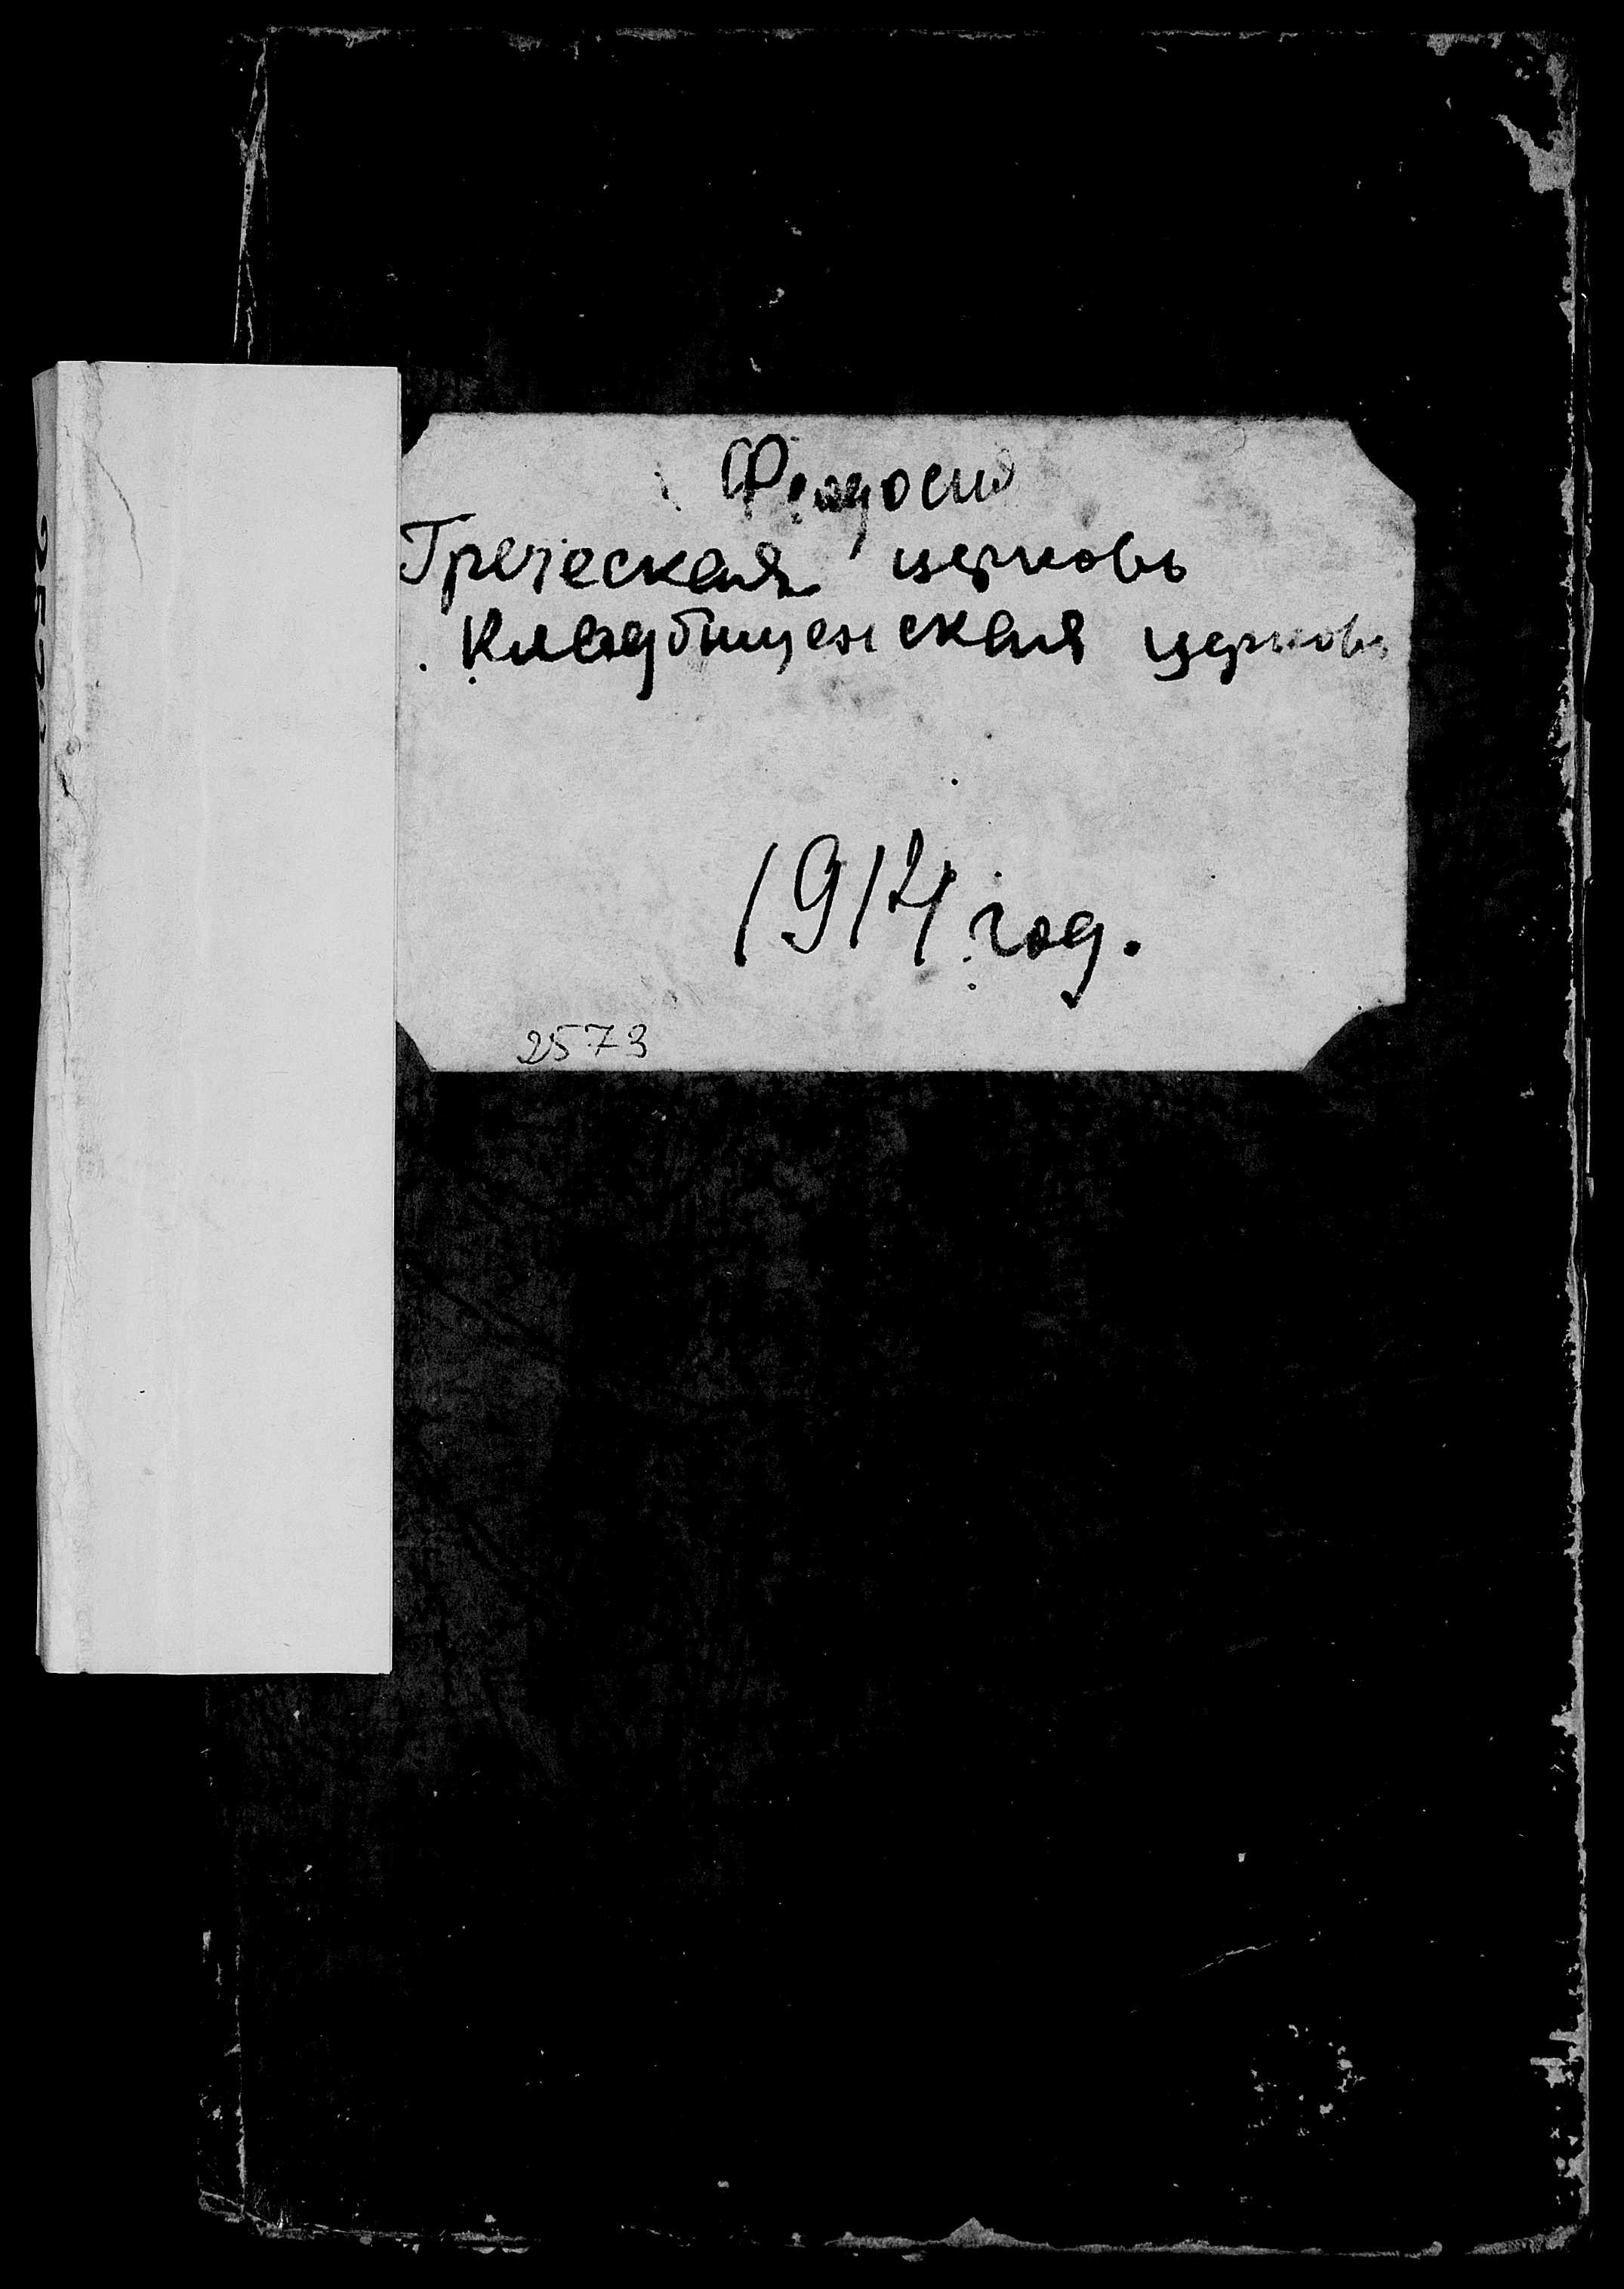 Феодосия
Греческая церковь
Кладбищенская церковь
1914 год.
2573